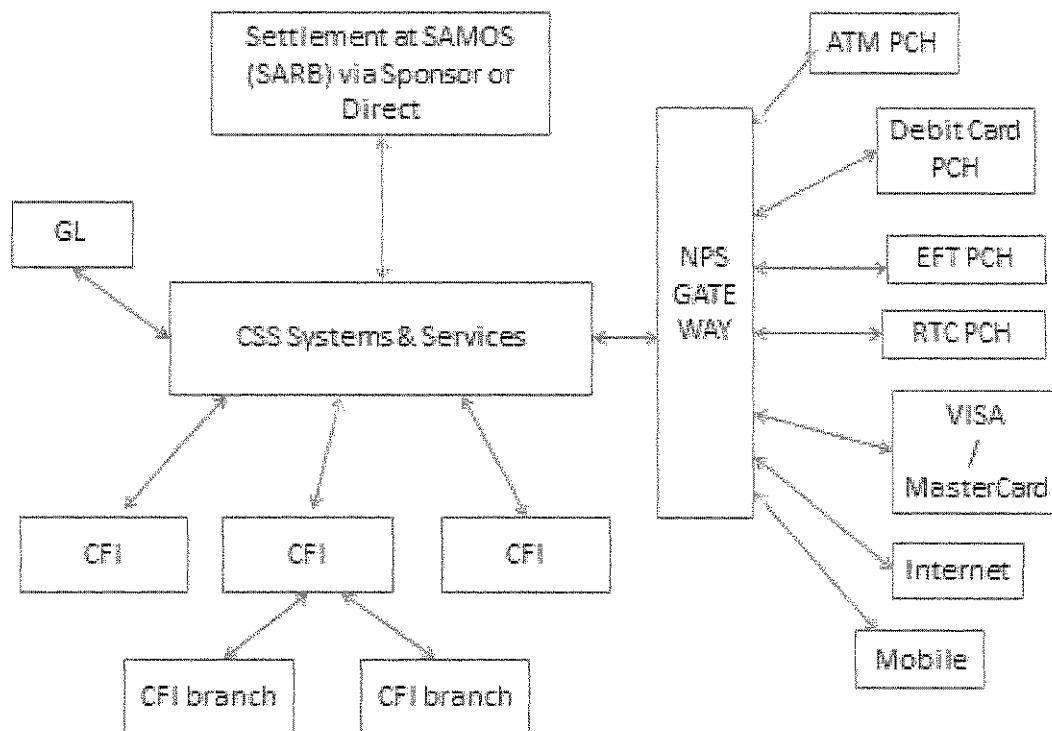 Settlement at SAMOS
(SARB) via Sponsor or
Direct
ATM PCH
Debit Card
PCH
GL
NPS
GATE
WAY
EFT PCH
CSS Systems & Services
RTC PCH
VISA
/
MasterCard
CFI
CFI
CFI
Internet
Mobile
CFI branch
CFI branch